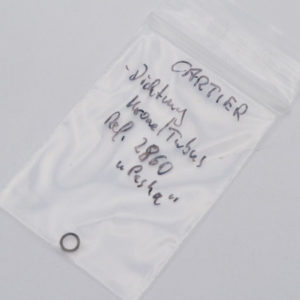 CARTIER
- Dichtung
Krone/Tubus
Ref. 2860
"Pasha"